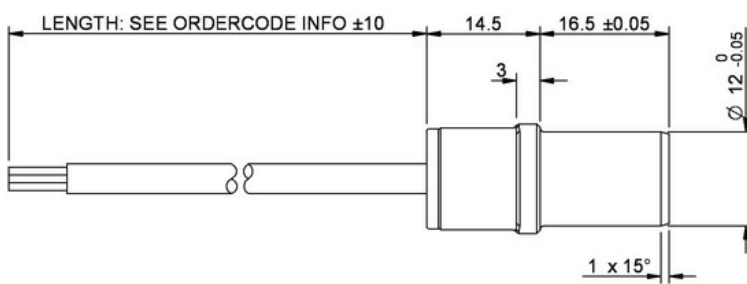 LENGTH: SEE ORDERCODE INFO ±10
14.5
16.5 ±0.05
3
Ø 12 0 -0.05
1 x 15°